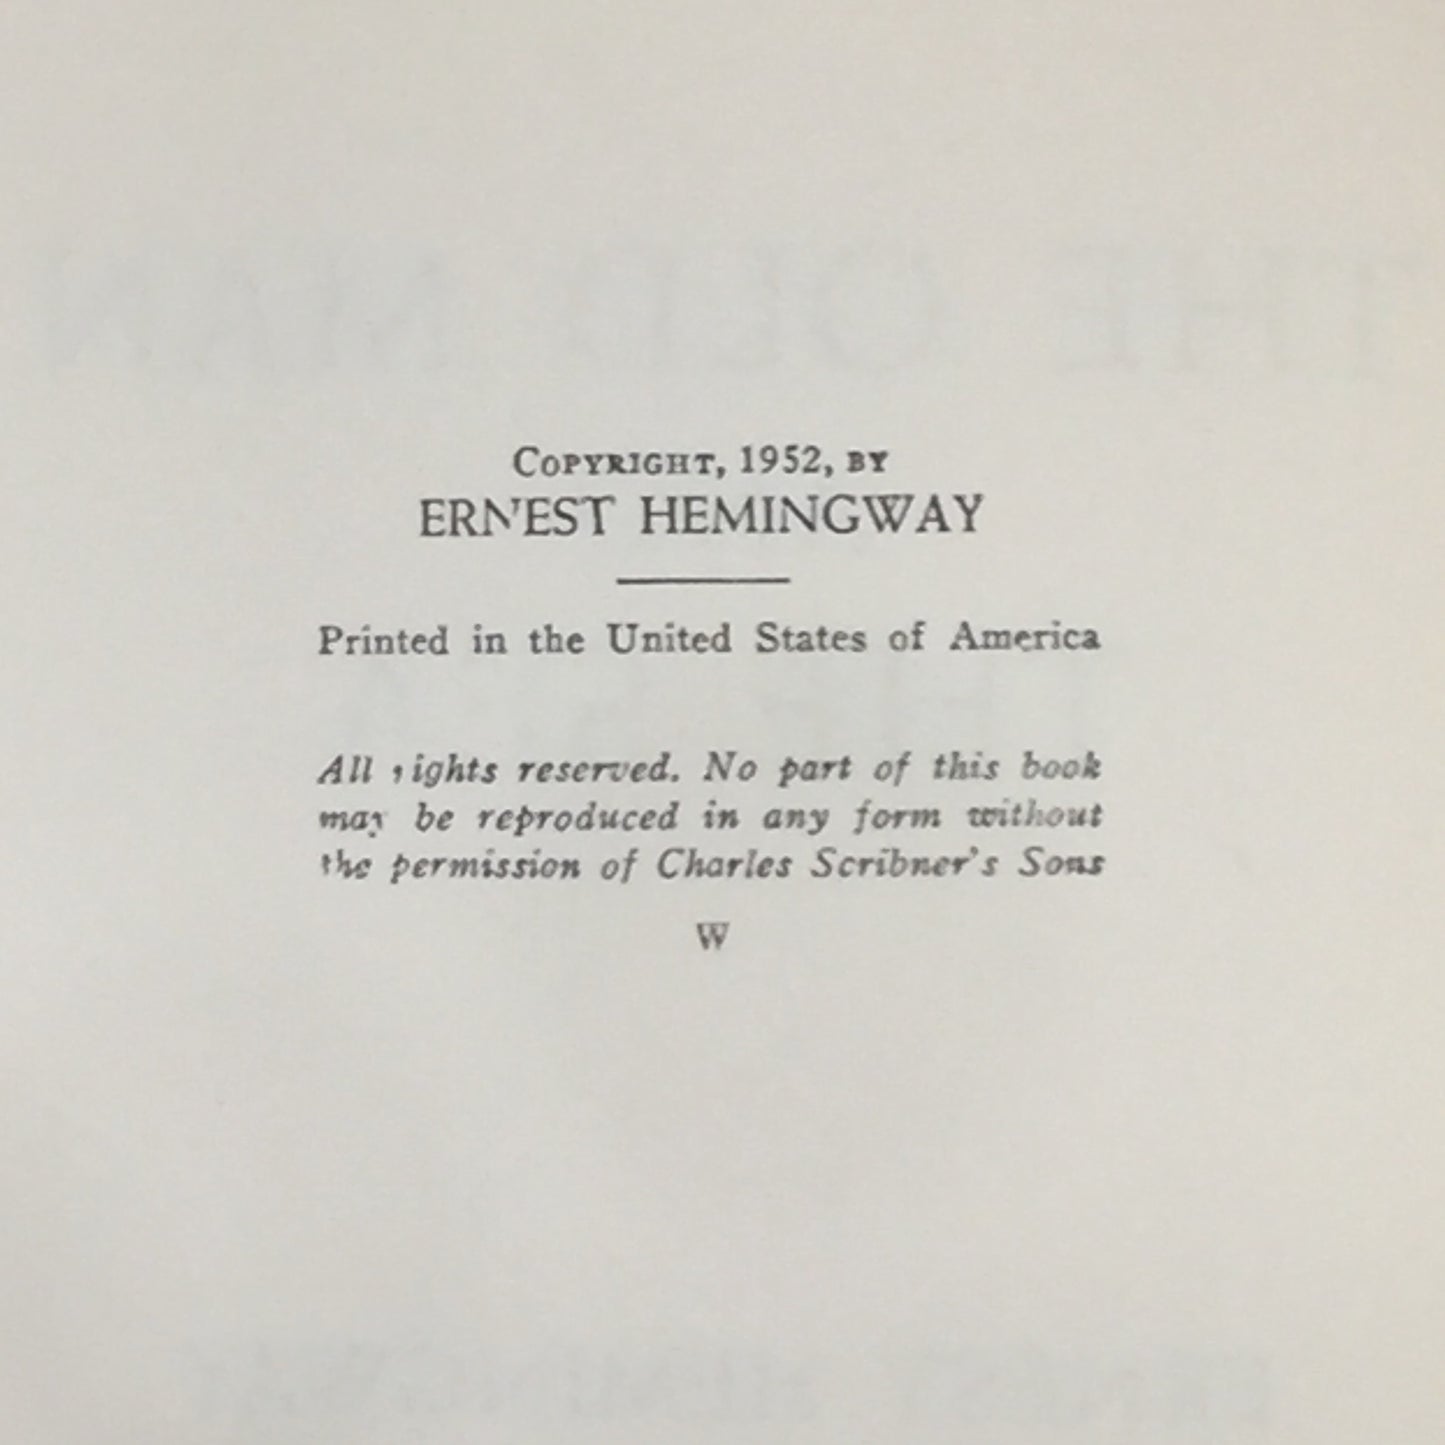 COPYRIGHT, 1952, BY
ERNEST HEMINGWAY
Printed in the United States of America
All rights reserved. No part of this book
may be reproduced in any form without
the permission of Charles Scribner's Sons
W